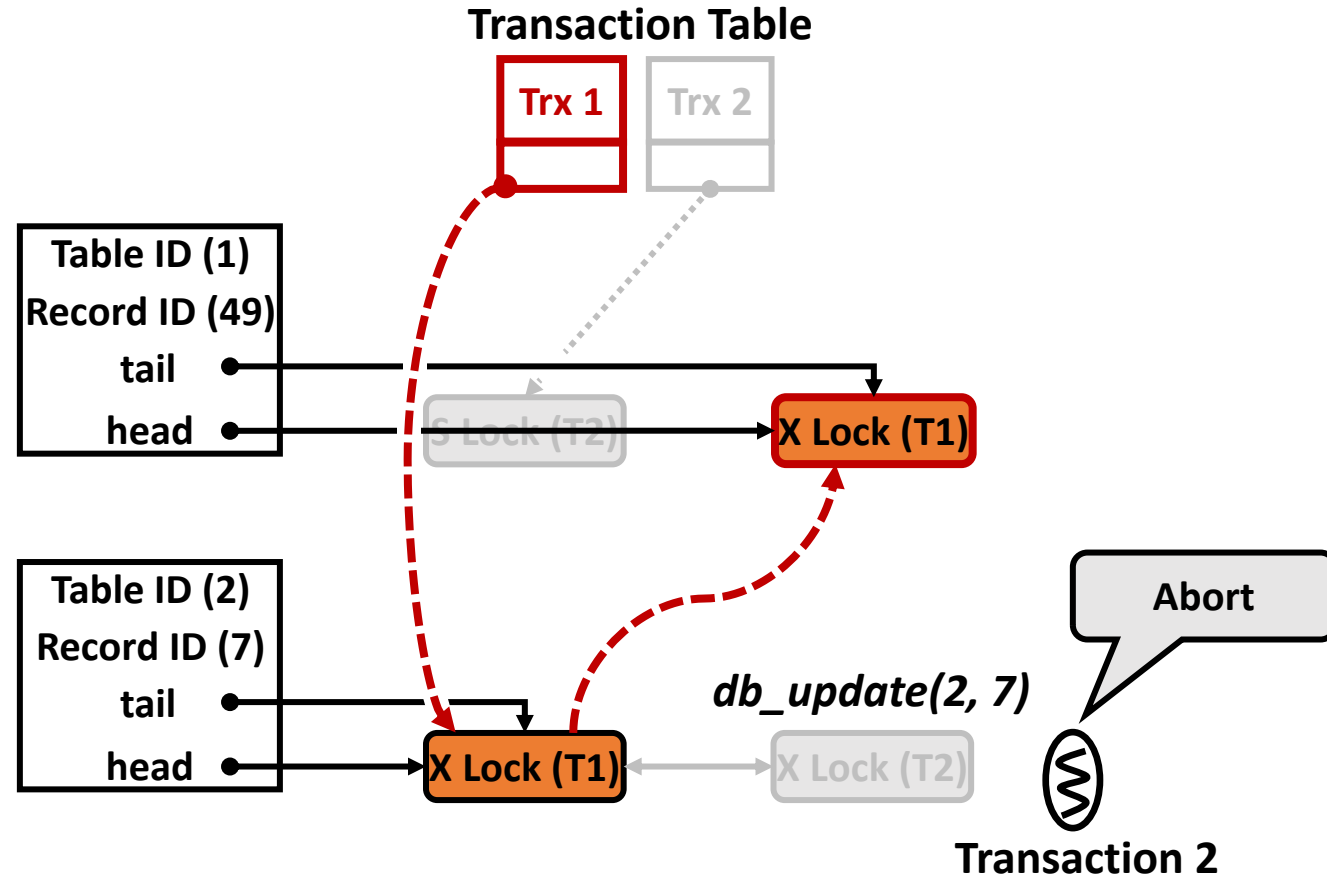 Transaction Table
Trx 1
Trx 2
Table ID (1)
Record ID (49)
tail
head
S Lock (T2)
X Lock (T1)
Table ID (2)
Record ID (7)
tail
head
X Lock (T1)
db_update(2, 7)
X Lock (T2)
Abort
Transaction 2